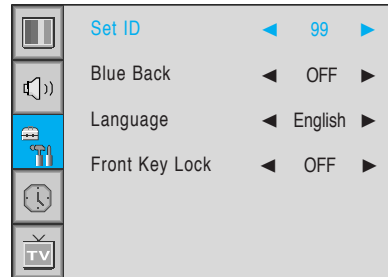 Set ID ◀ 99 ▶
Blue Back ◀ OFF ▶
Language ◀ English ▶
Front Key Lock ◀ OFF ▶
TV